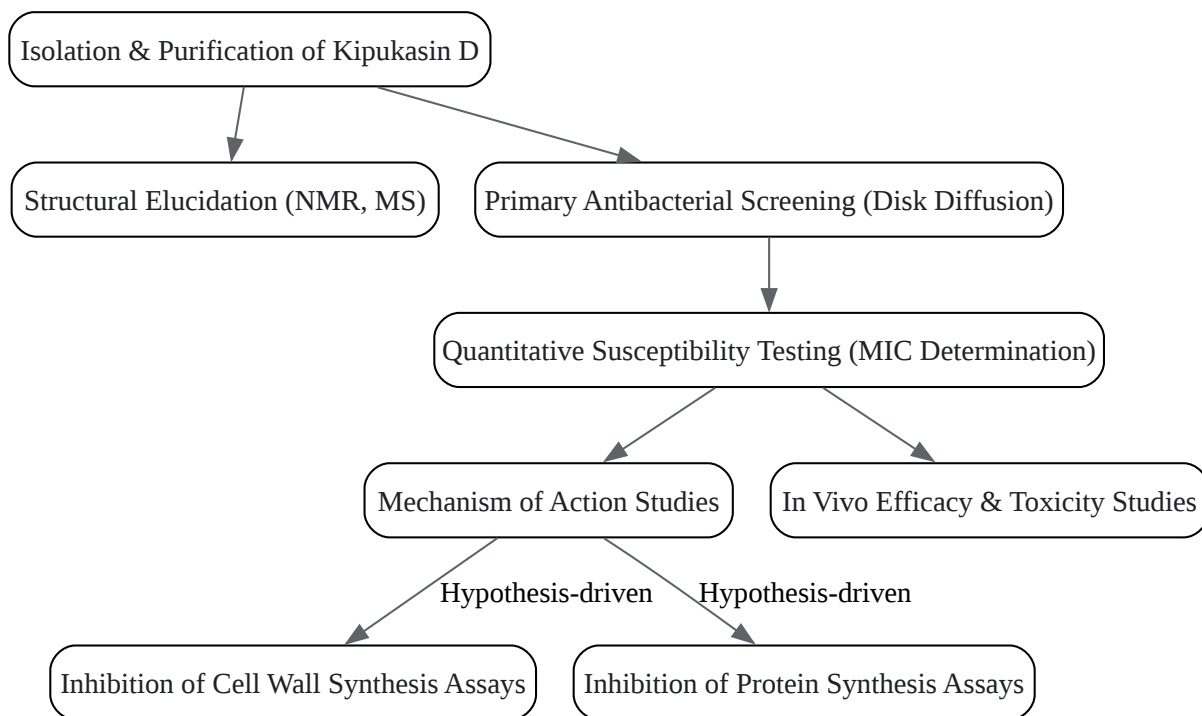 Isolation & Purification of Kipukasin D
Structural Elucidation (NMR, MS)
Primary Antibacterial Screening (Disk Diffusion)
Quantitative Susceptibility Testing (MIC Determination)
Mechanism of Action Studies
In Vivo Efficacy & Toxicity Studies
Hypothesis-driven
Hypothesis-driven
Inhibition of Cell Wall Synthesis Assays
Inhibition of Protein Synthesis Assays